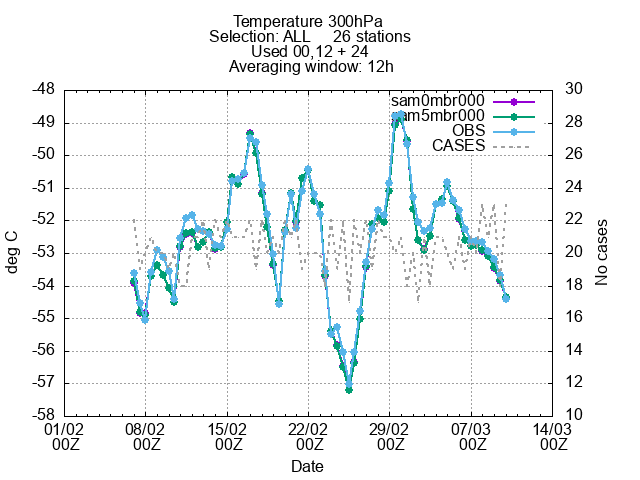 Temperature 300hPa
Selection: ALL 26 stations
Used 00,12 + 24
Averaging window: 12h
sam0mbr000
am5mbr000
OBS
CASES
-48
-49
-50
-51
-52
-53
-54
-55
-56
-57
-58
30
28
26
24
22
20
18
16
14
12
10
deg C
No cases
01/02 08/02 15/02 22/02 29/02 07/03 14/03
00Z 00Z 00Z 00Z 00Z 00Z 00Z
Date